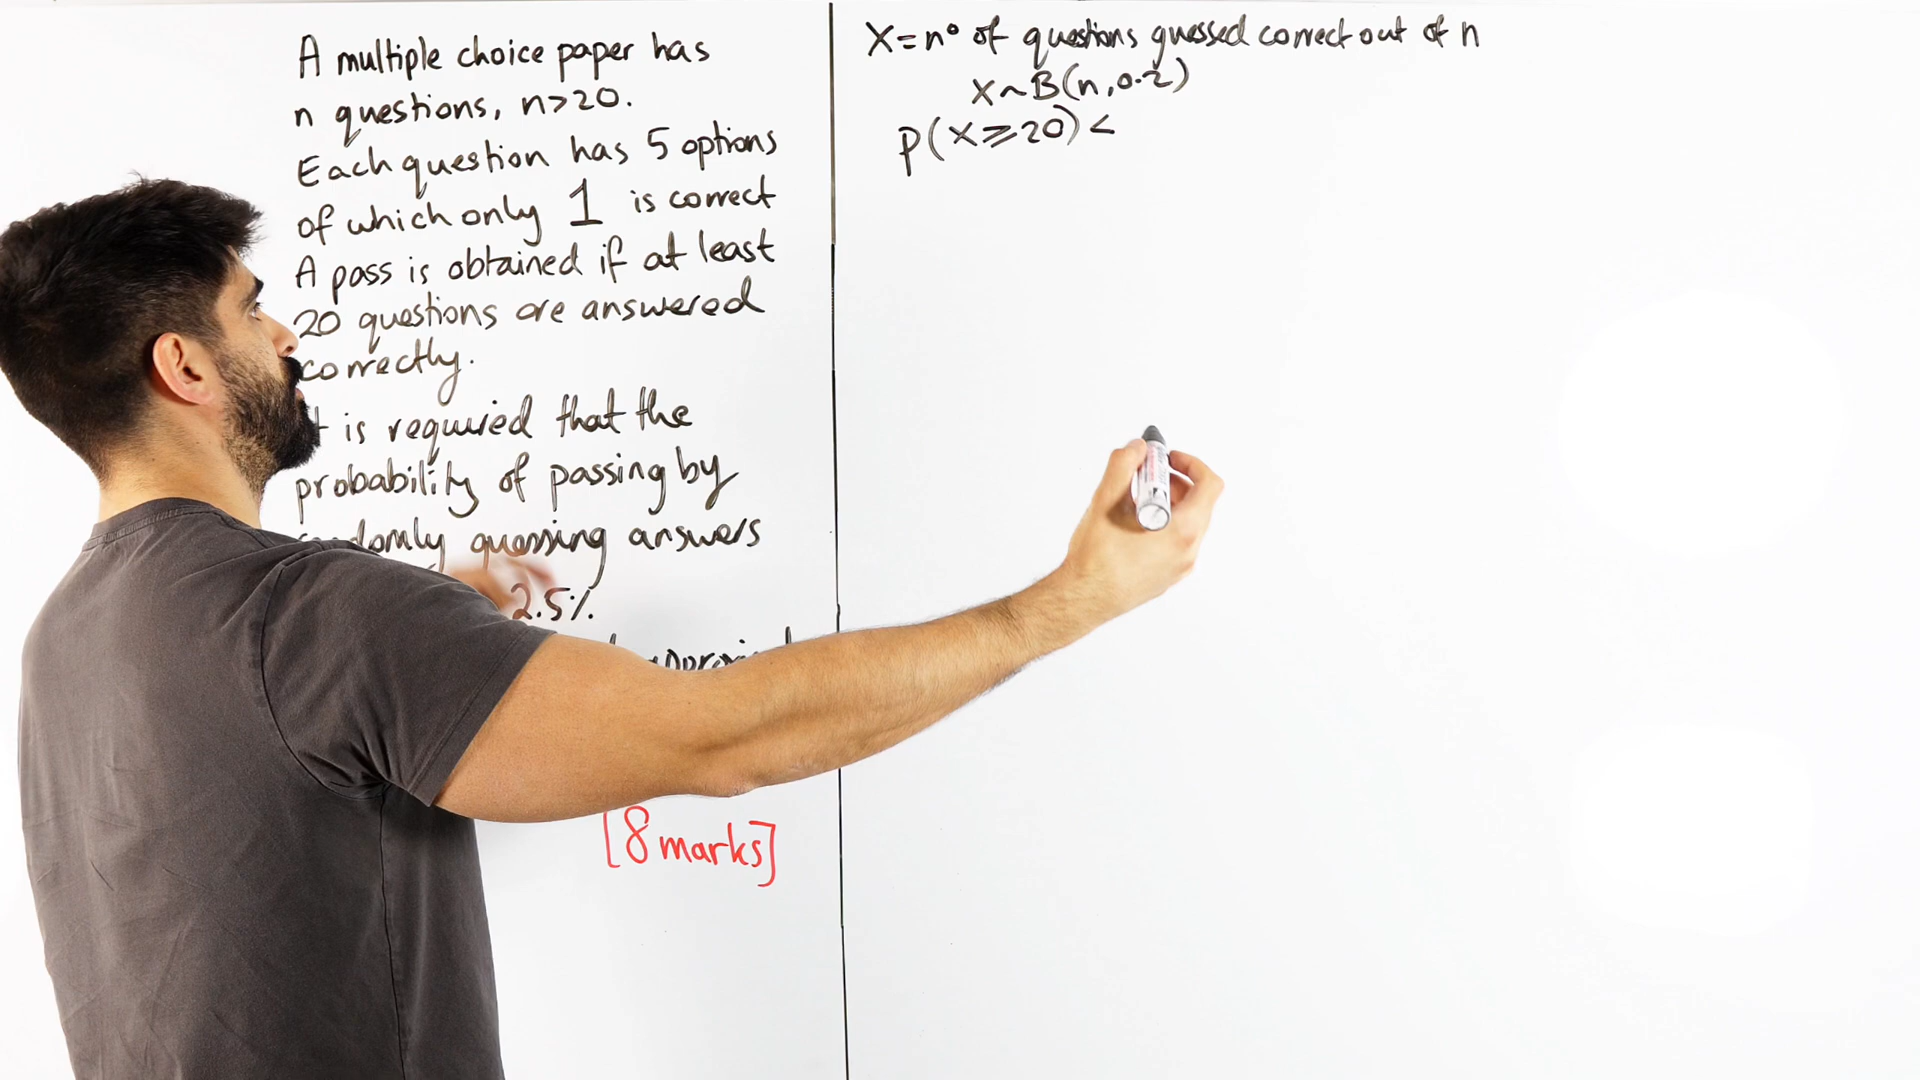 A multiple choice paper has
n questions, n>20.
Each question has 5 options
of which only 1 is correct
A pass is obtained if at least
20 questions are answered
correctly.
is required that the
probability of passing by
guessing answers
2.5%
[8 marks]
X=nº of questions guessed correct out of n
X~B(n,0.2)
P(X⩾20)<